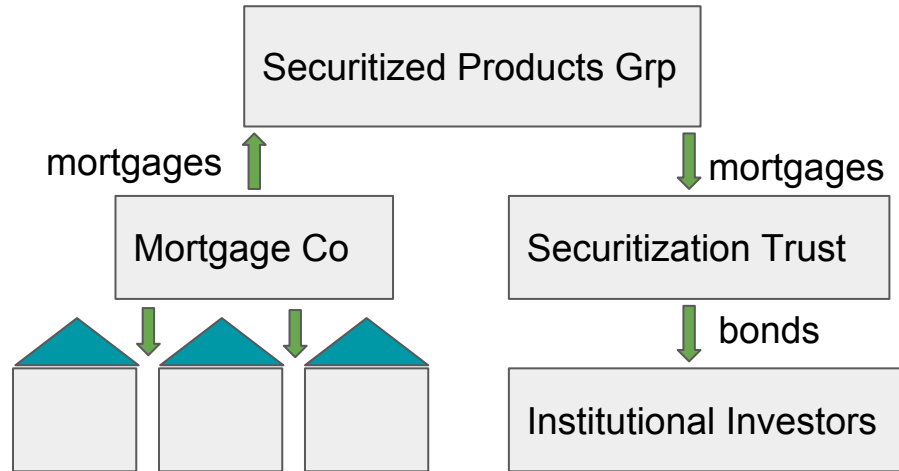 Securitized Products Grp
mortgages
mortgages
Mortgage Co
Securitization Trust
bonds
Institutional Investors